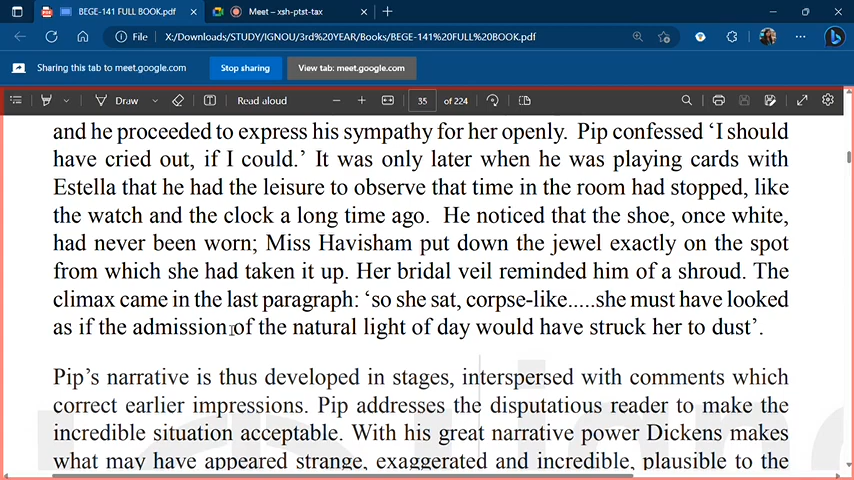 BEGE-141 FULL BOOK.pdf
Meet – xsh-ptst-tax
File X:/Downloads/STUDY/IGNOU/3rd%20YEAR/Books/BEGE-141%20FULL%20BOOK.pdf
Sharing this tab to meet.google.com Stop sharing View tab: meet.google.com
Draw Read aloud 35 of 224
and he proceeded to express his sympathy for her openly. Pip confessed ‘I should
have cried out, if I could.’ It was only later when he was playing cards with
Estella that he had the leisure to observe that time in the room had stopped, like
the watch and the clock a long time ago. He noticed that the shoe, once white,
had never been worn; Miss Havisham put down the jewel exactly on the spot
from which she had taken it up. Her bridal veil reminded him of a shroud. The
climax came in the last paragraph: ‘so she sat, corpse-like.....she must have looked
as if the admission of the natural light of day would have struck her to dust’.
Pip’s narrative is thus developed in stages, interspersed with comments which
correct earlier impressions. Pip addresses the disputatious reader to make the
incredible situation acceptable. With his great narrative power Dickens makes
what may have appeared strange, exaggerated and incredible, plausible to the